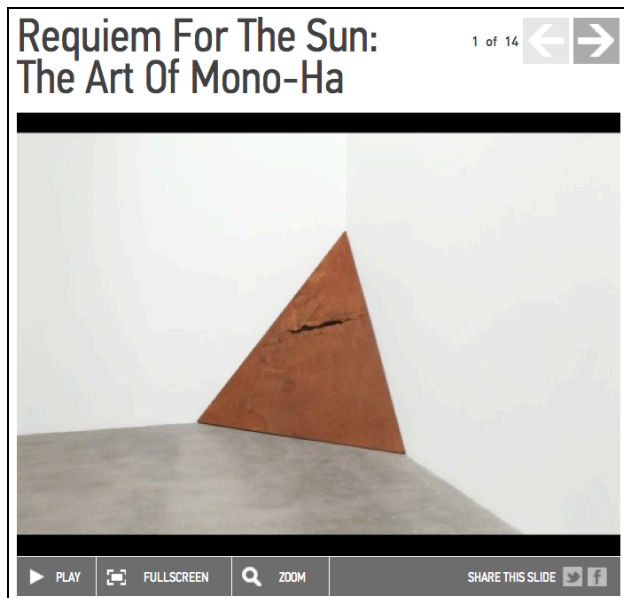 Requiem For The Sun:
The Art Of Mono-Ha
1 of 14
PLAY
FULLSCREEN
ZOOM
SHARE THIS SLIDE